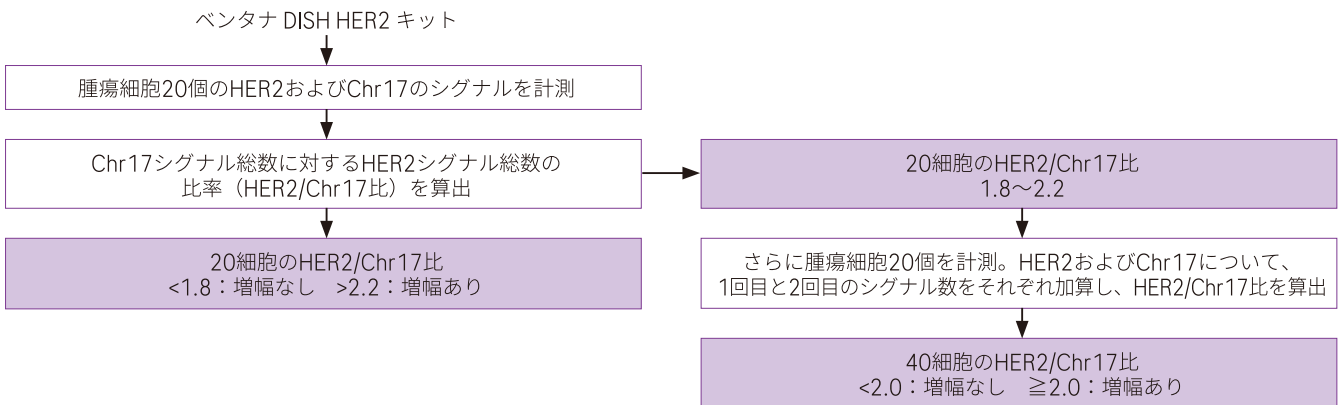 ベンタナ DISH HER2 キット
腫瘍細胞20個のHER2およびChr17のシグナルを計測
Chr17シグナル総数に対するHER2シグナル総数の
比率（HER2/Chr17比）を算出
20細胞のHER2/Chr17比
<1.8：増幅なし　>2.2：増幅あり
20細胞のHER2/Chr17比
1.8～2.2
さらに腫瘍細胞20個を計測。HER2およびChr17について、
1回目と2回目のシグナル数をそれぞれ加算し、HER2/Chr17比を算出
40細胞のHER2/Chr17比
<2.0：増幅なし　≧2.0：増幅あり